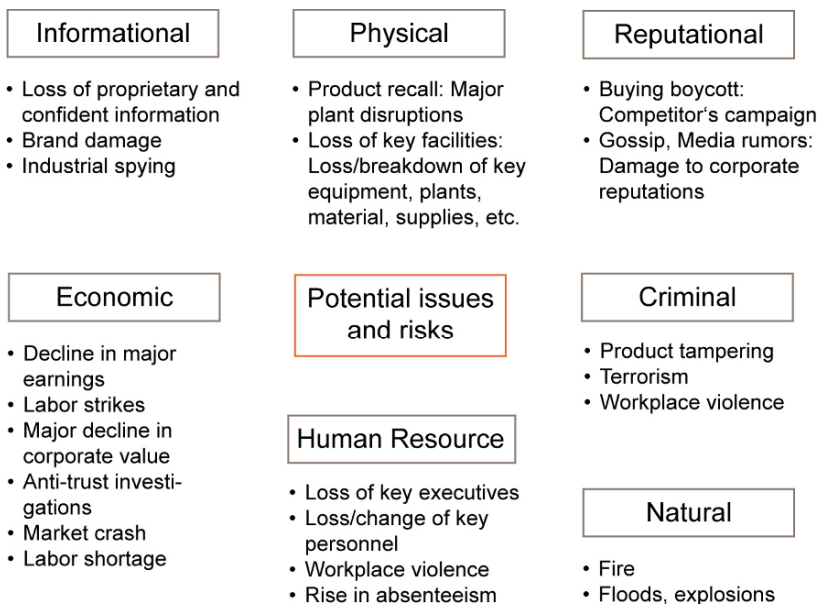 Informational
• Loss of proprietary and
confident information
• Brand damage
• Industrial spying
Physical
• Product recall: Major
plant disruptions
• Loss of key facilities:
Loss/breakdown of key
equipment, plants,
material, supplies, etc.
Reputational
• Buying boycott:
Competitor‘s campaign
• Gossip, Media rumors:
Damage to corporate
reputations
Economic
• Decline in major
earnings
• Labor strikes
• Major decline in
corporate value
• Anti-trust investi-
gations
• Market crash
• Labor shortage
Potential issues
and risks
Human Resource
• Loss of key executives
• Loss/change of key
personnel
• Workplace violence
• Rise in absenteeism
Criminal
• Product tampering
• Terrorism
• Workplace violence
Natural
• Fire
• Floods, explosions